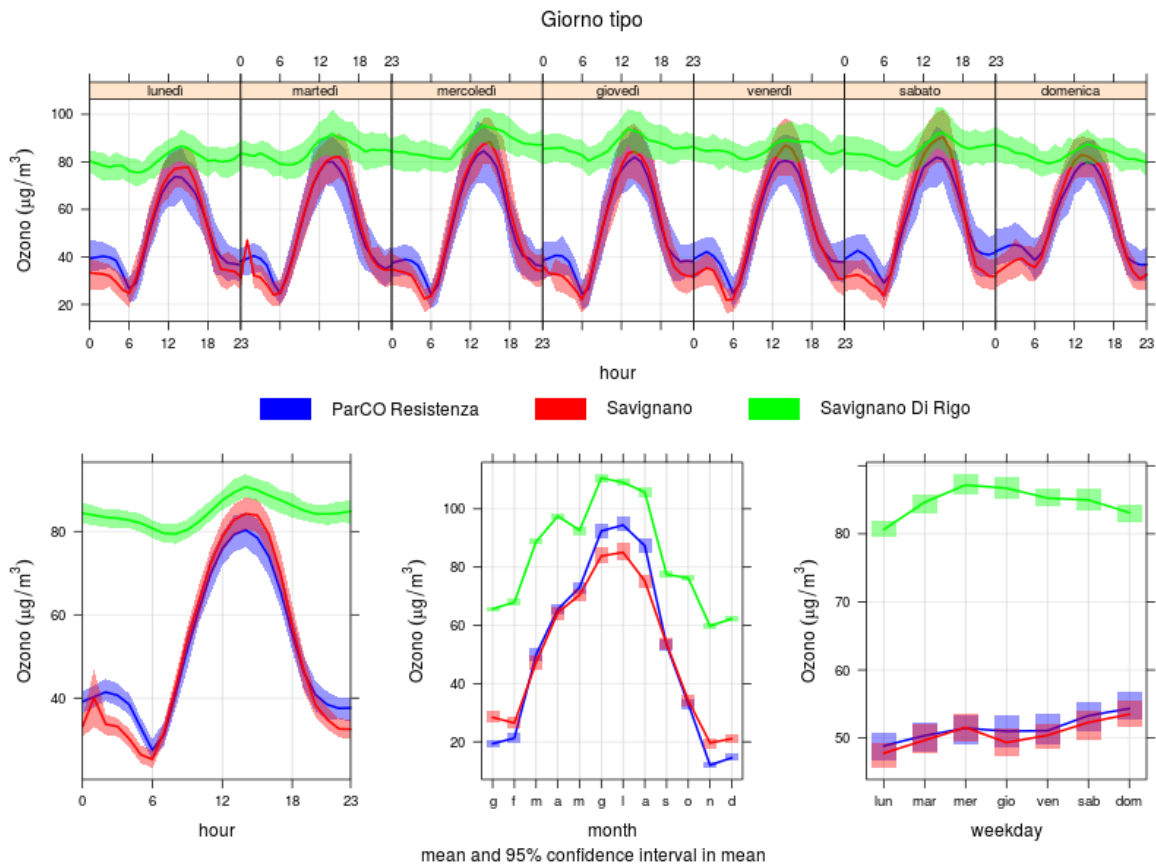 Giorno tipo
0 6 12 18 23 0 6 12 18 23 0 6 12 18 23
lunedì martedì mercoledì giovedì venerdì sabato domenica
100
80
60
40
20
Ozono (μg/m³)
0 6 12 18 23 0 6 12 18 23 0 6 12 18 23 0 6 12 18 23
hour
ParCO Resistenza Savignano Savignano Di Rigo
80
60
40
Ozono (μg/m³)
0 6 12 18 23
hour
100
80
60
40
20
Ozono (μg/m³)
g f m a m g l a s o n d
month
80
70
60
50
Ozono (μg/m³)
lun mar mer gio ven sab dom
weekday
mean and 95% confidence interval in mean